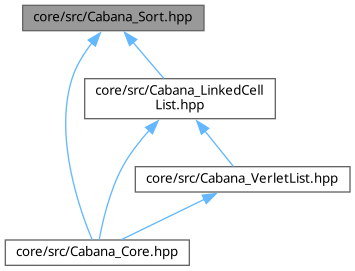 core/src/Cabana_Sort.hpp
core/src/Cabana_LinkedCell
List.hpp
core/src/Cabana_VerletList.hpp
core/src/Cabana_Core.hpp